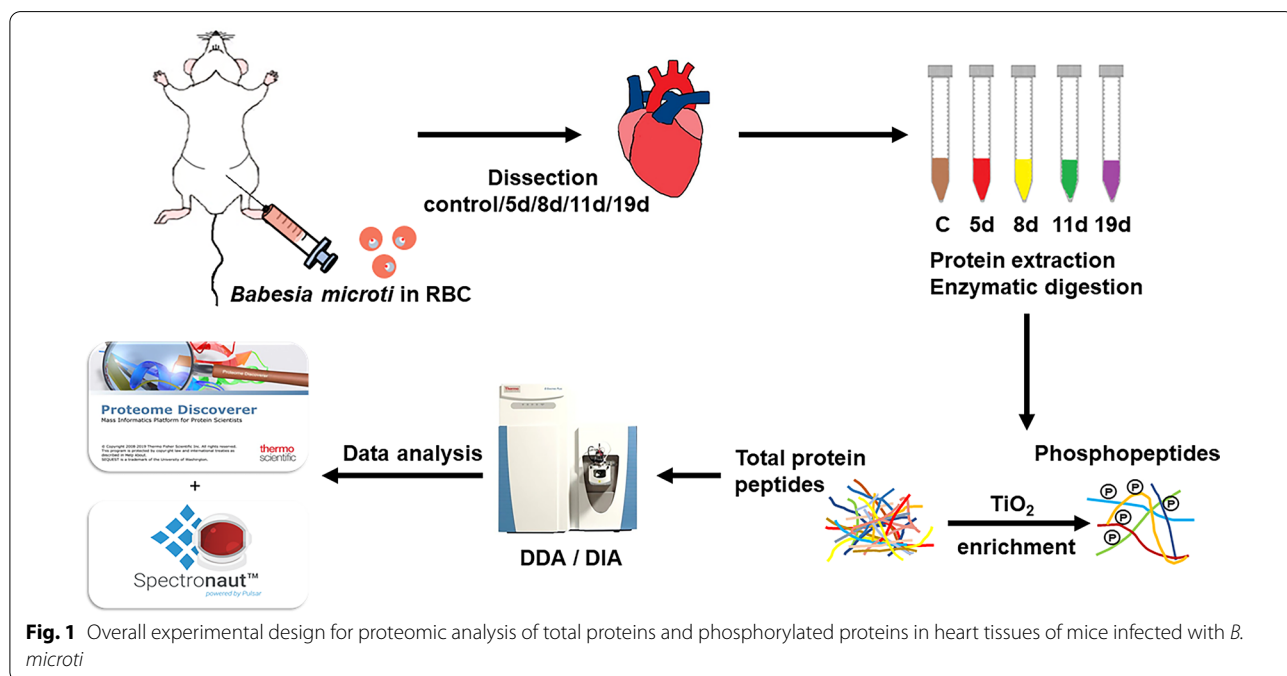 Dissection
control/5d/8d/11d/19d
Babesia microti in RBC
C 5d 8d 11d 19d
Protein extraction
Enzymatic digestion
Phosphopeptides
P P P P P
TiO2
enrichment
Total protein
peptides
DDA / DIA
Data analysis
Proteome Discoverer
Mass Informatics Platform for Protein Scientists
thermo
scientific
+
Spectronaut™
powered by Pulsar
Fig. 1 Overall experimental design for proteomic analysis of total proteins and phosphorylated proteins in heart tissues of mice infected with B.
microti